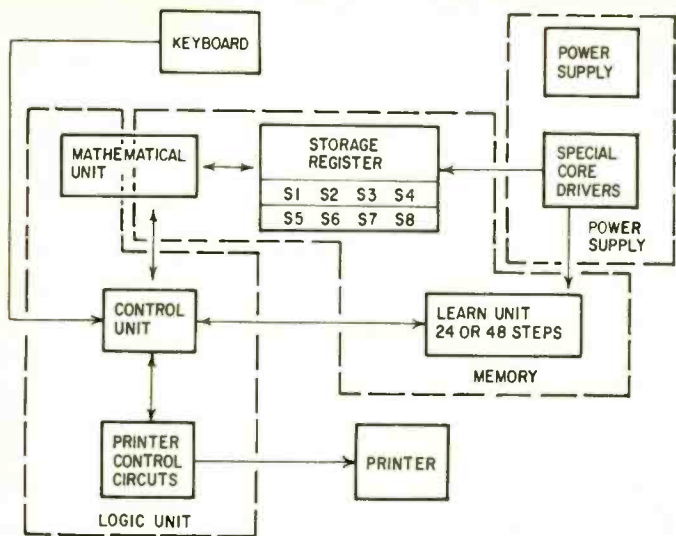 KEYBOARD
POWER
SUPPLY
MATHEMATICAL
UNIT
STORAGE
REGISTER
S1 S2 S3 S4
S5 S6 S7 S8
SPECIAL
CORE
DRIVERS
POWER
SUPPLY
CONTROL
UNIT
LEARN UNIT
24 OR 48 STEPS
MEMORY
PRINTER
CONTROL
CIRCUTS
PRINTER
LOGIC UNIT